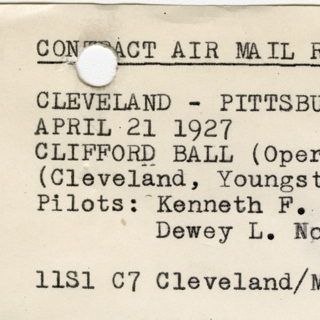 CONTRACT AIR MAIL R
CLEVELAND - PITTSBU
APRIL 21 1927
CLIFFORD BALL (Oper
(Cleveland, Youngst
Pilots: Kenneth F.
Dewey L. No
11S1 C7 Cleveland/M